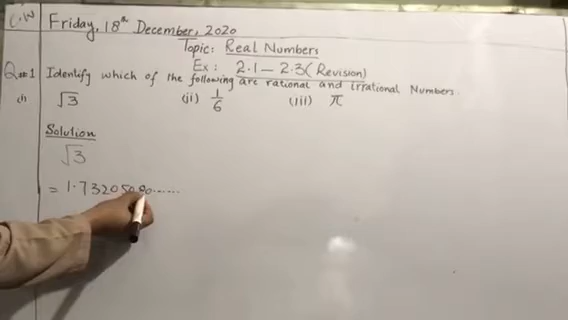 C.W Friday, 18th December, 2020
Topic: Real Numbers
Ex: 2.1 – 2.3 (Revision)
Q#1 Identify which of the following are rational and irrational Numbers.
(i) √3 (ii) 1/6 (iii) π
Solution
√3
= 1.7320508......